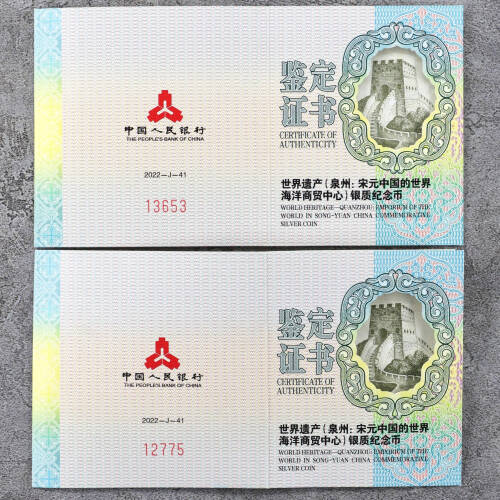 中国人民银行
THE PEOPLE'S BANK OF CHINA
2022-J-41
13653
鉴定
证书
CERTIFICATE OF
AUTHENTICITY
世界遗产(泉州:宋元中国的世界
海洋商贸中心)银质纪念币
WORLD HERITAGE—QUANZHOU: EMPORIUM OF THE
WORLD IN SONG-YUAN CHINA COMMEMORATIVE
SILVER COIN
中国人民银行
THE PEOPLE'S BANK OF CHINA
2022-J-41
12775
鉴定
证书
CERTIFICATE OF
AUTHENTICITY
世界遗产(泉州:宋元中国的世界
海洋商贸中心)银质纪念币
WORLD HERITAGE—QUANZHOU: EMPORIUM OF THE
WORLD IN SONG-YUAN CHINA COMMEMORATIVE
SILVER COIN